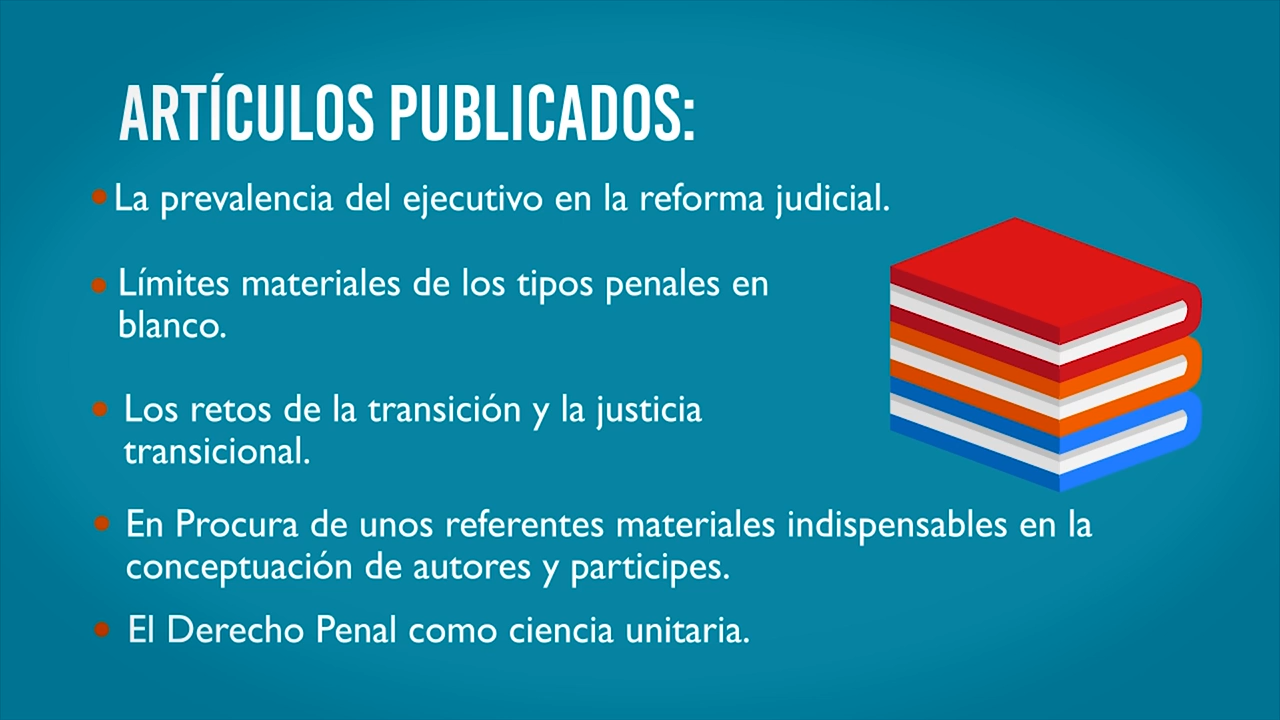 ARTÍCULOS PUBLICADOS:
La prevalencia del ejecutivo en la reforma judicial.
Límites materiales de los tipos penales en
blanco.
Los retos de la transición y la justicia
transicional.
En Procura de unos referentes materiales indispensables en la
conceptuación de autores y participes.
El Derecho Penal como ciencia unitaria.